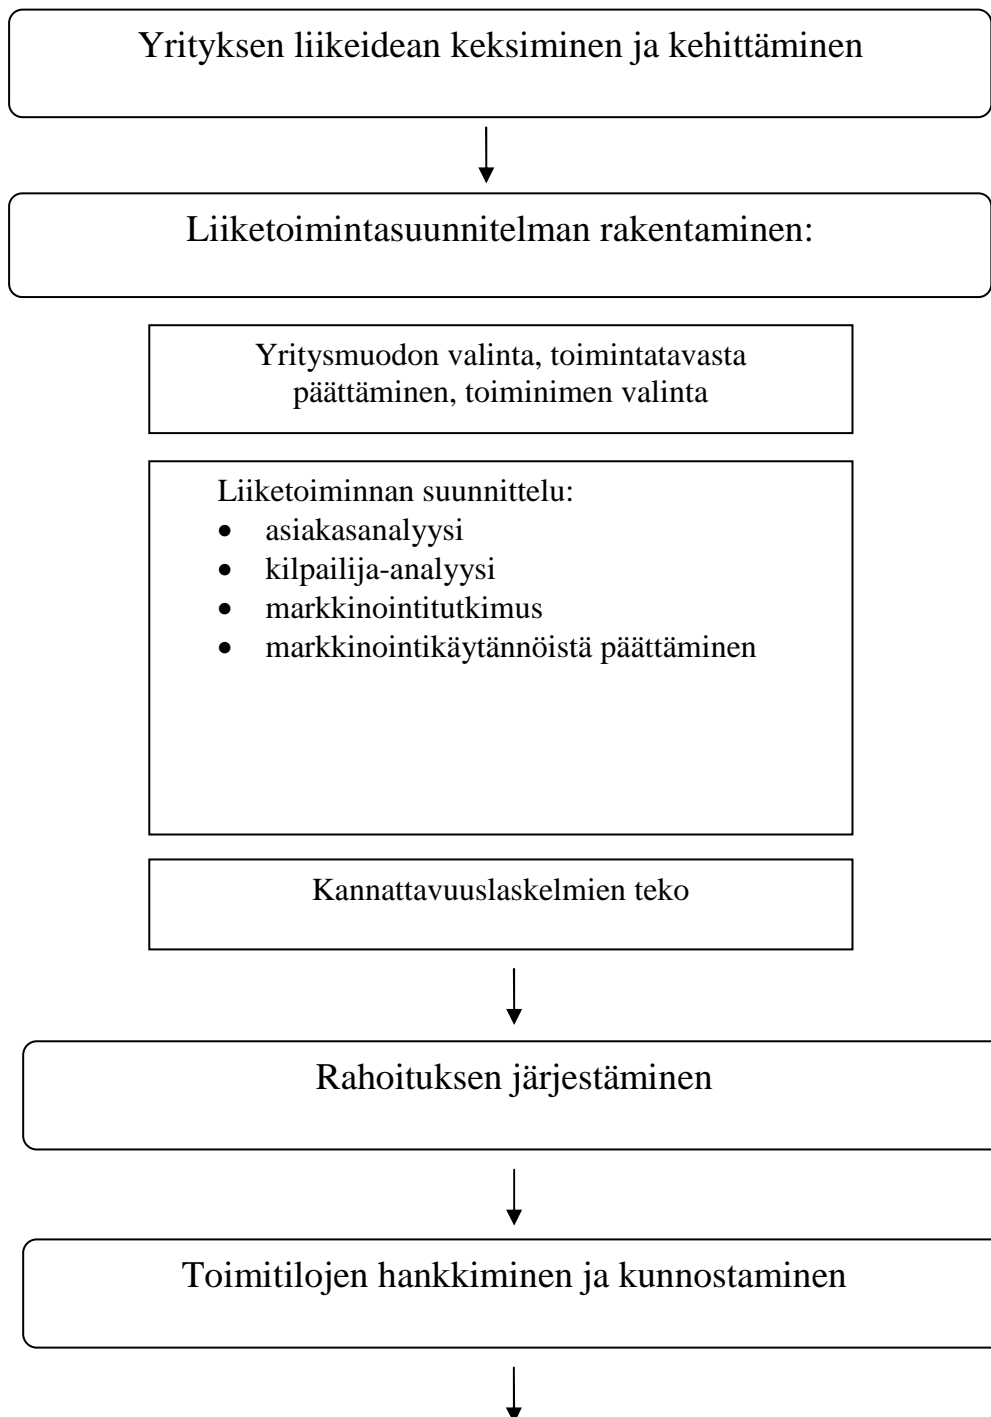 Yrityksen liikeidean keksiminen ja kehittäminen
Liiketoimintasuunnitelman rakentaminen:
Yritysmuodon valinta, toimintatavasta
päättäminen, toiminimen valinta
Liiketoiminnan suunnittelu:
• asiakasanalyysi
• kilpailija-analyysi
• markkinointitutkimus
• markkinointikäytännöistä päättäminen
Kannattavuuslaskelmien teko
Rahoituksen järjestäminen
Toimitilojen hankkiminen ja kunnostaminen